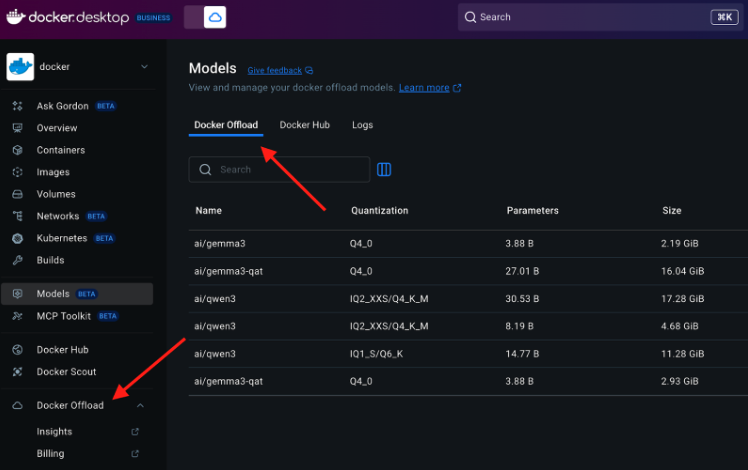 docker.desktop BUSINESS
Search
⌘K
docker
Ask Gordon BETA
Overview
Containers
Images
Volumes
Networks BETA
Kubernetes BETA
Builds
Models BETA
MCP Toolkit BETA
Docker Hub
Docker Scout
Docker Offload
Insights
Billing
Models Give feedback
View and manage your docker offload models. Learn more
Docker Offload Docker Hub Logs
Search
Name Quantization Parameters Size
ai/gemma3 Q4_0 3.88 B 2.19 GiB
ai/gemma3-qat Q4_0 27.01 B 16.04 GiB
ai/qwen3 IQ2_XXS/Q4_K_M 30.53 B 17.28 GiB
ai/qwen3 IQ2_XXS/Q4_K_M 8.19 B 4.68 GiB
ai/qwen3 IQ1_S/Q6_K 14.77 B 11.28 GiB
ai/gemma3-qat Q4_0 3.88 B 2.93 GiB